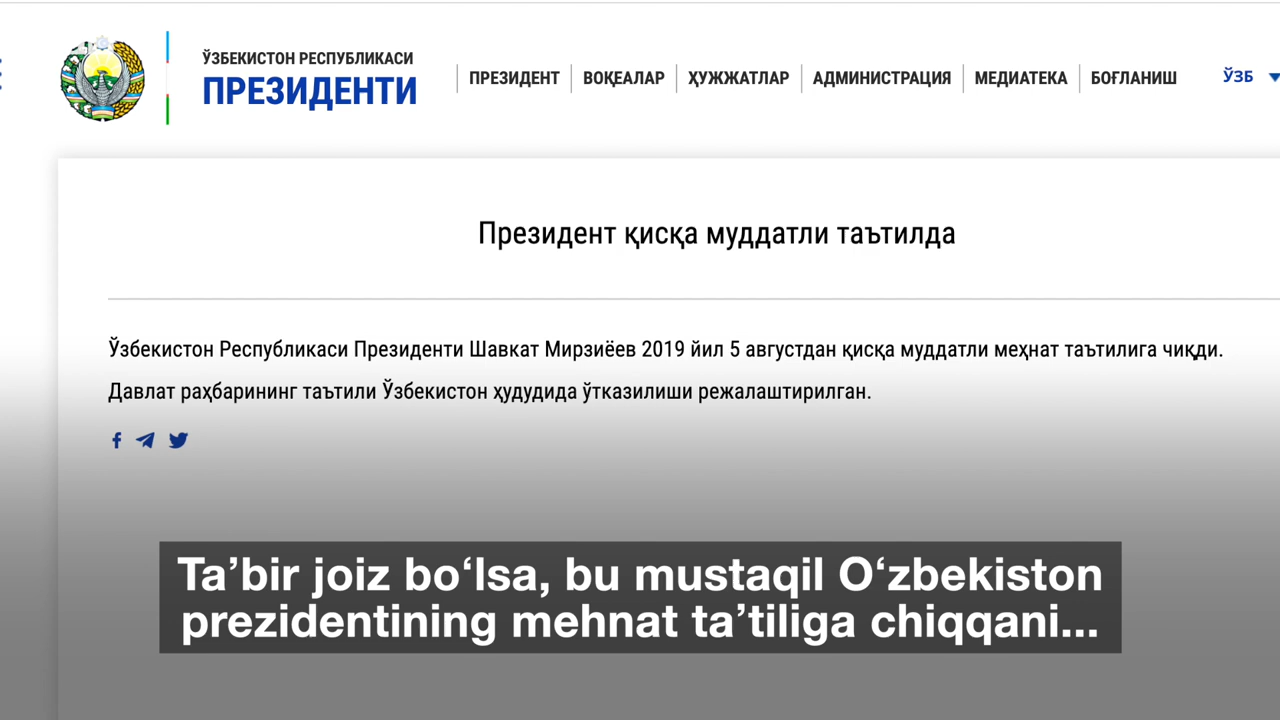 ЎЗБЕКИСТОН РЕСПУБЛИКАСИ
ПРЕЗИДЕНТИ
ПРЕЗИДЕНТ ВОҚЕАЛАР ҲУЖЖАТЛАР АДМИНИСТРАЦИЯ МЕДИАТЕКА БОҒЛАНИШ ЎЗБ
Президент қисқа муддатли таътилда
Ўзбекистон Республикаси Президенти Шавкат Мирзиёев 2019 йил 5 августдан қисқа муддатли меҳнат таътилига чиқди.
Давлат раҳбарининг таътили Ўзбекистон ҳудудида ўтказилиши режалаштирилган.
Ta’bir joiz bo‘lsa, bu mustaqil O‘zbekiston
prezidentining mehnat ta’tiliga chiqqani...